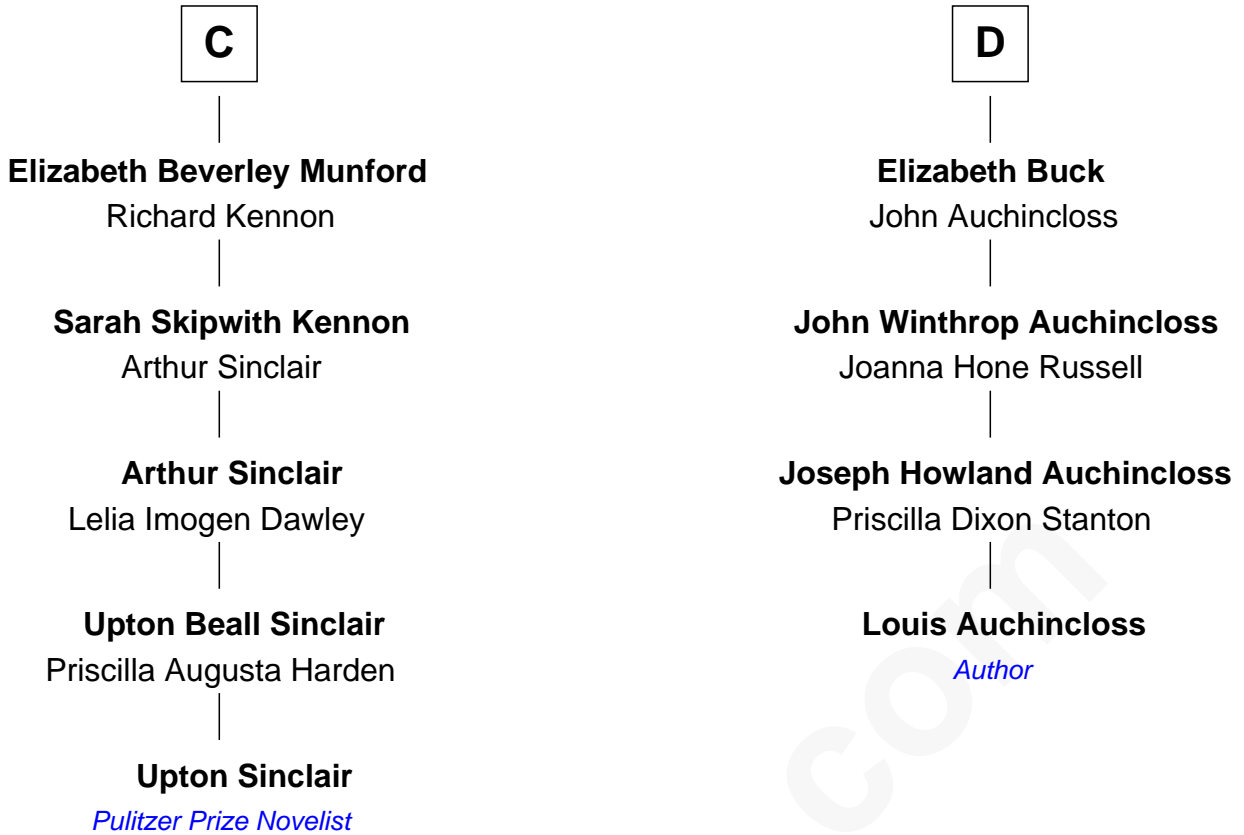 C
Elizabeth Beverley Munford
Richard Kennon
Sarah Skipwith Kennon
Arthur Sinclair
Arthur Sinclair
Lelia Imogen Dawley
Upton Beall Sinclair
Priscilla Augusta Harden
Upton Sinclair
Pulitzer Prize Novelist
D
Elizabeth Buck
John Auchincloss
John Winthrop Auchincloss
Joanna Hone Russell
Joseph Howland Auchincloss
Priscilla Dixon Stanton
Louis Auchincloss
Author
com